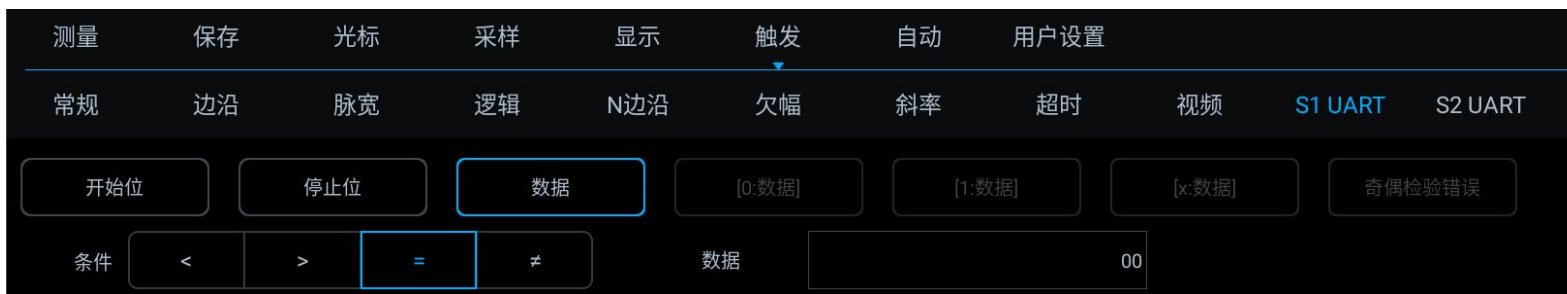 测量 保存 光标 采样 显示 触发 自动 用户设置
常规 边沿 脉宽 逻辑 N边沿 欠幅 斜率 超时 视频 S1 UART S2 UART
开始位 停止位 数据 [0:数据] [1:数据] [x:数据] 奇偶检验错误
条件 < > = ≠ 数据 00